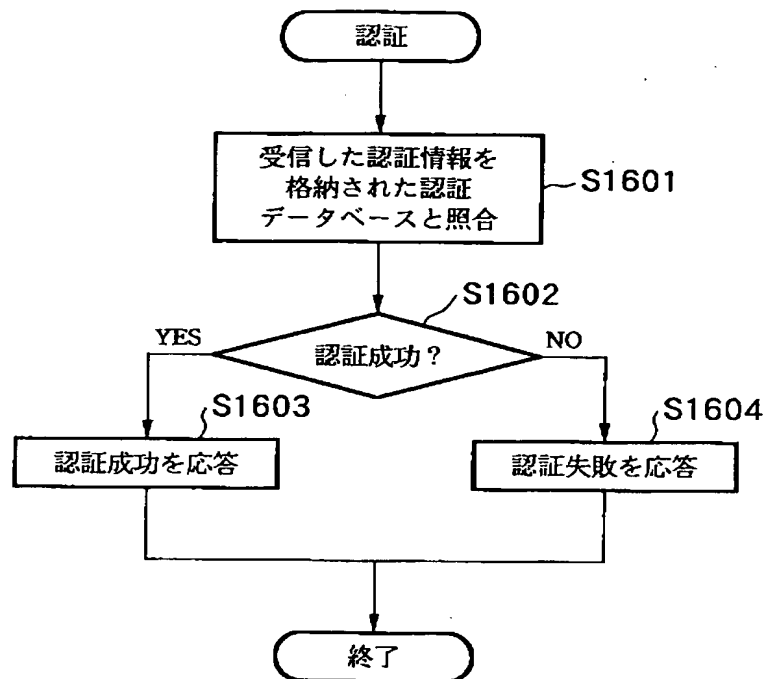 認証
受信した認証情報を
格納された認証
データベースと照合
S1601
S1602
YES
認証成功？
NO
S1603
S1604
認証成功を応答
認証失敗を応答
終了